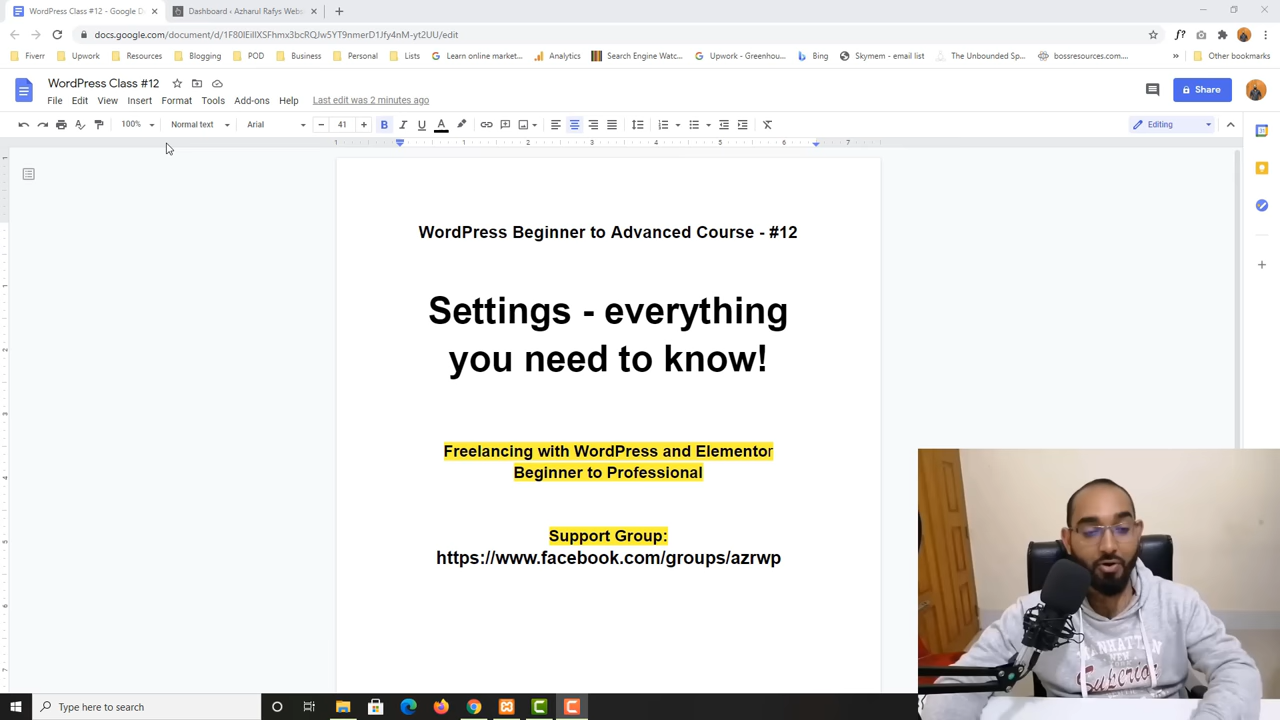 WordPress Class #12 - Google D
Dashboard ‹ Azharul Rafys Webs
docs.google.com/document/d/1F80lEillXSFhmx3bcRQJw5YT9nmerD1Jfy4nM-yt2UU/edit
Fiverr
Upwork
Resources
Blogging
POD
Business
Personal
Lists
Learn online market...
Analytics
Search Engine Watc...
Upwork - Greenhou...
Bing
Skymem - email list
The Unbounded Sp...
bossresources.com...
Other bookmarks
WordPress Class #12
File Edit View Insert Format Tools Add-ons Help Last edit was 2 minutes ago
Share
100% Normal text Arial 41 B I U A
Editing
WordPress Beginner to Advanced Course - #12
Settings - everything
you need to know!
Freelancing with WordPress and Elementor
Beginner to Professional
Support Group:
https://www.facebook.com/groups/azrwp
MANHATTAN
Superior
Type here to search